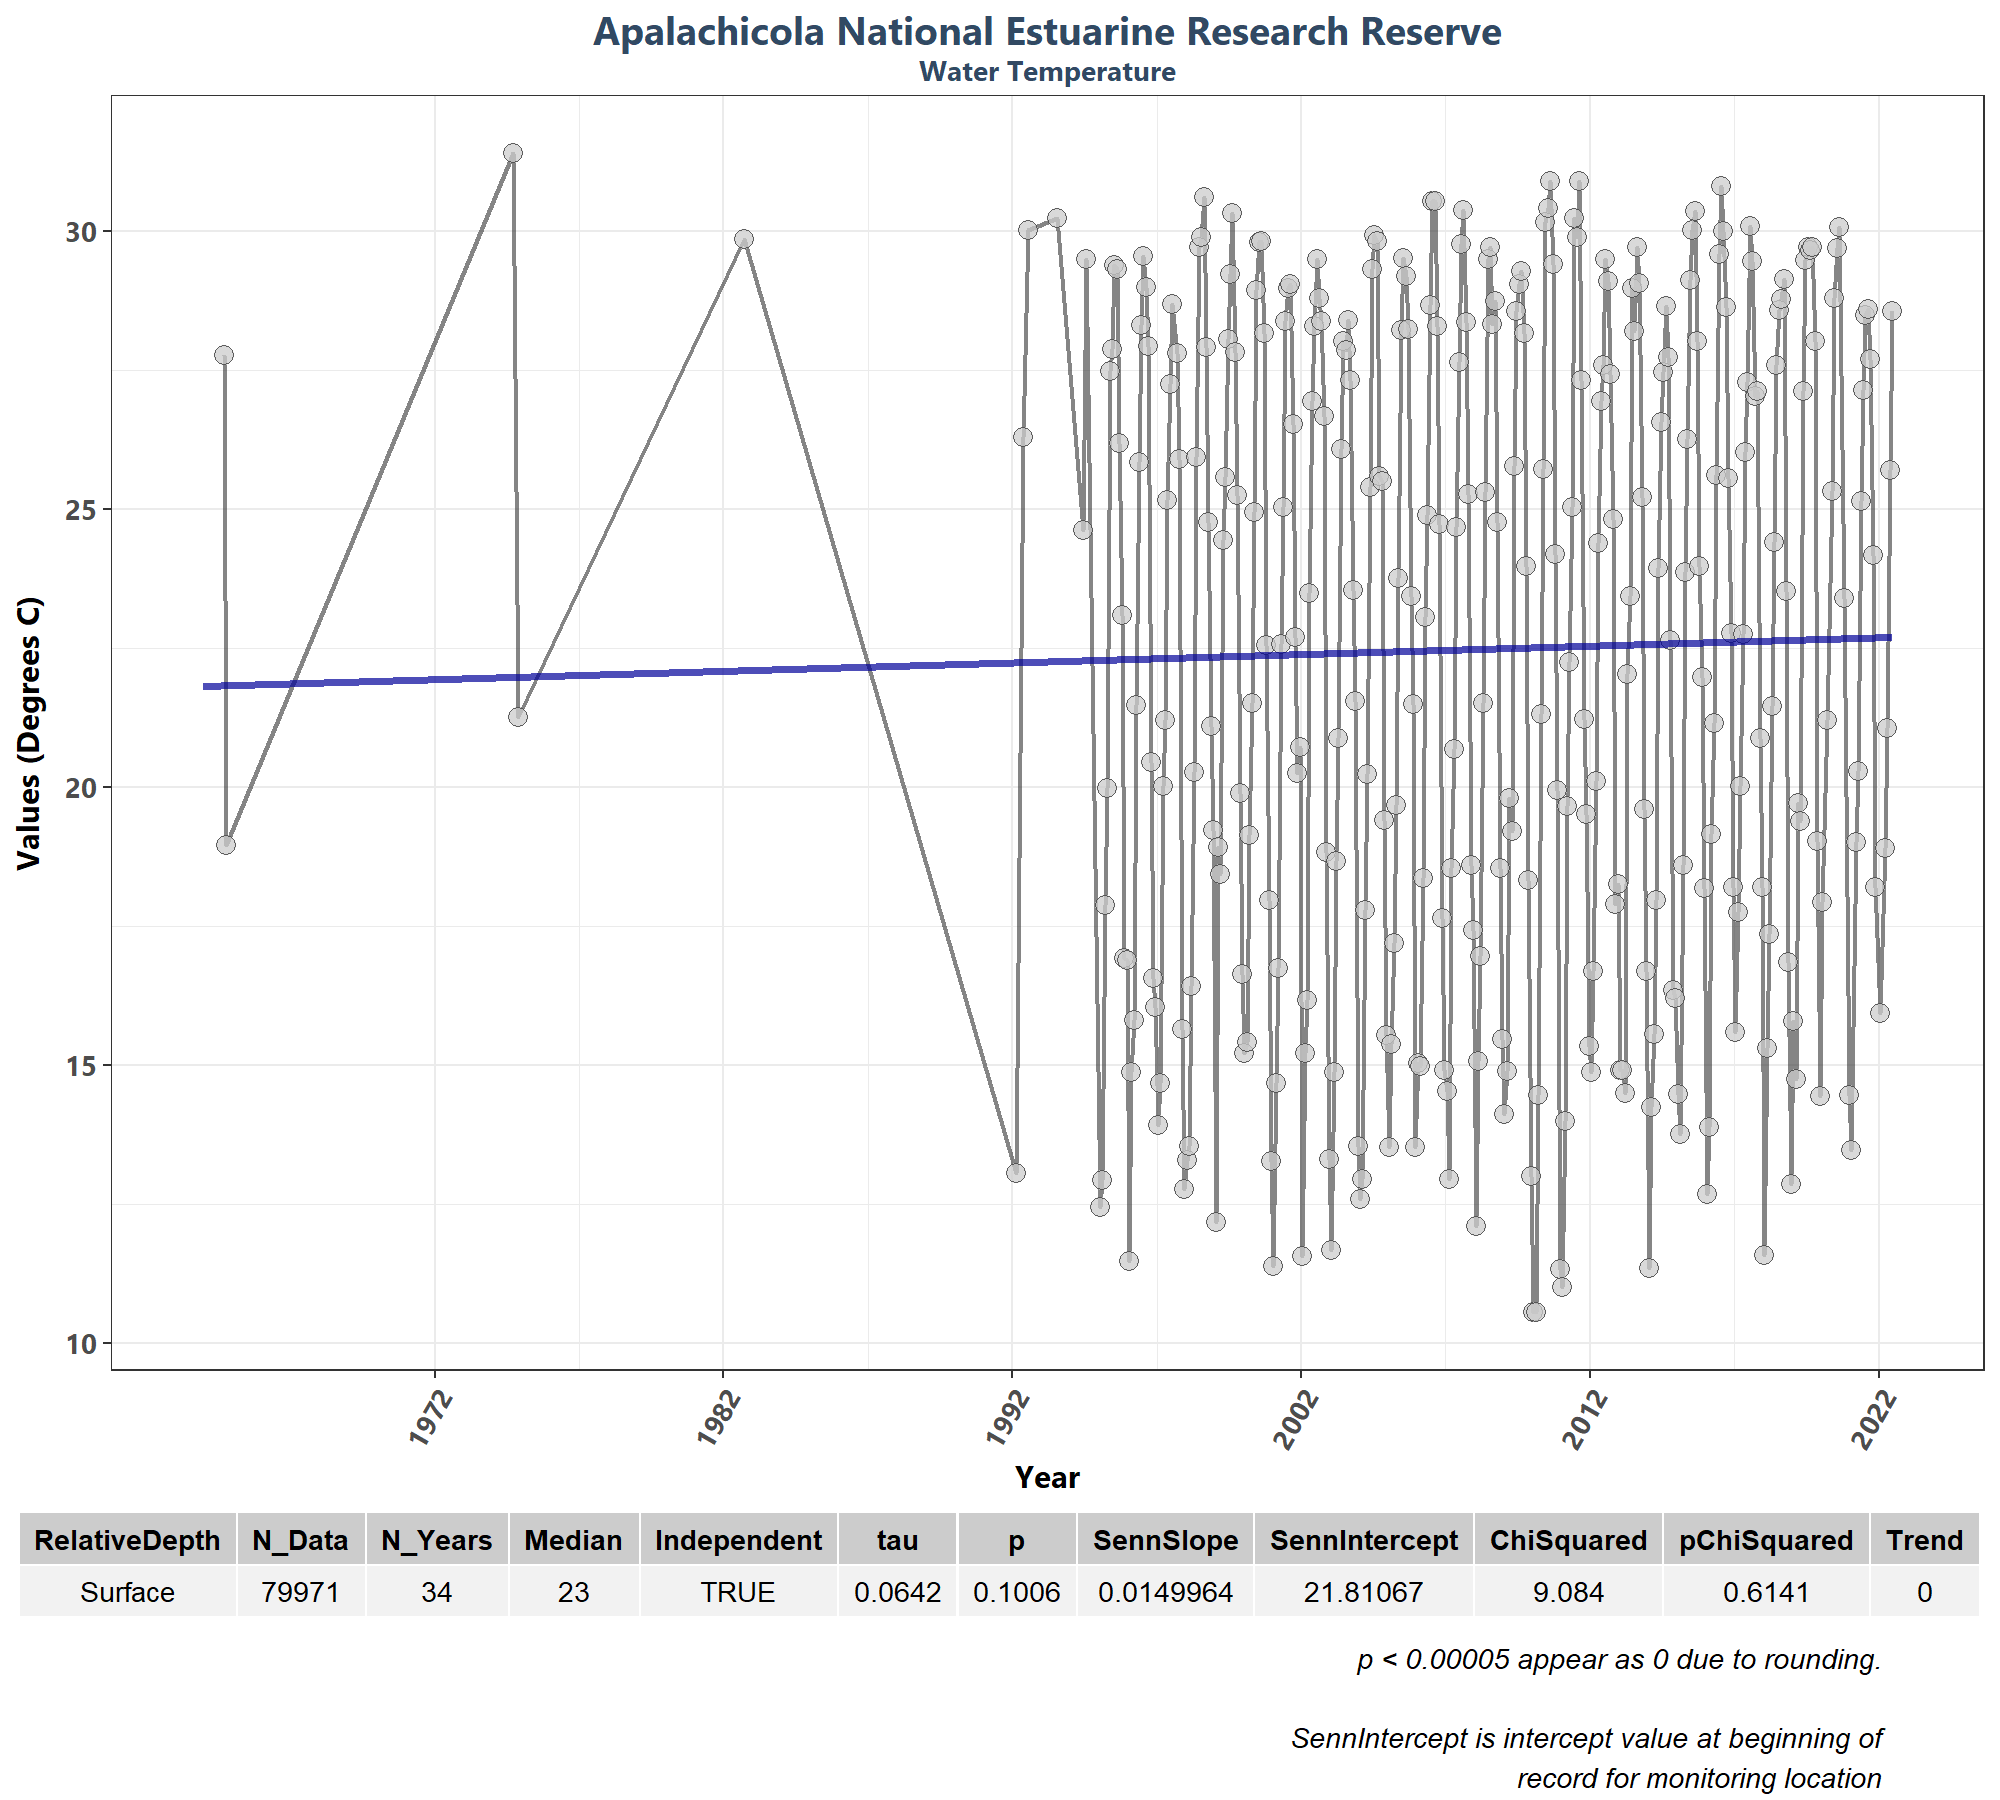 Apalachicola National Estuarine Research Reserve
Water Temperature
Values (Degrees C)
30
25
20
15
10
1972 1982 1992 2002 2012 2022
Year
RelativeDepth N_Data N_Years Median Independent tau p SennSlope SennIntercept ChiSquared pChiSquared Trend
Surface 79971 34 23 TRUE 0.0642 0.1006 0.0149964 21.81067 9.084 0.6141 0
p < 0.00005 appear as 0 due to rounding.
SennIntercept is intercept value at beginning of
record for monitoring location